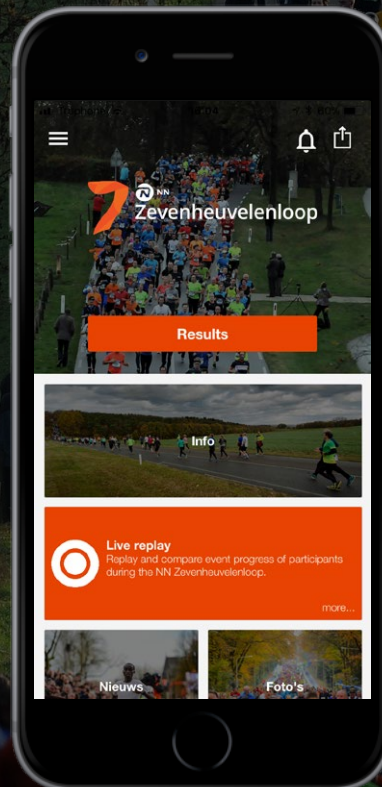 NN
Zevenheuvelenloop
Results
Info
Live replay
Replay and compare event progress of participants
during the NN Zevenheuvelenloop.
more...
Nieuws
Foto's